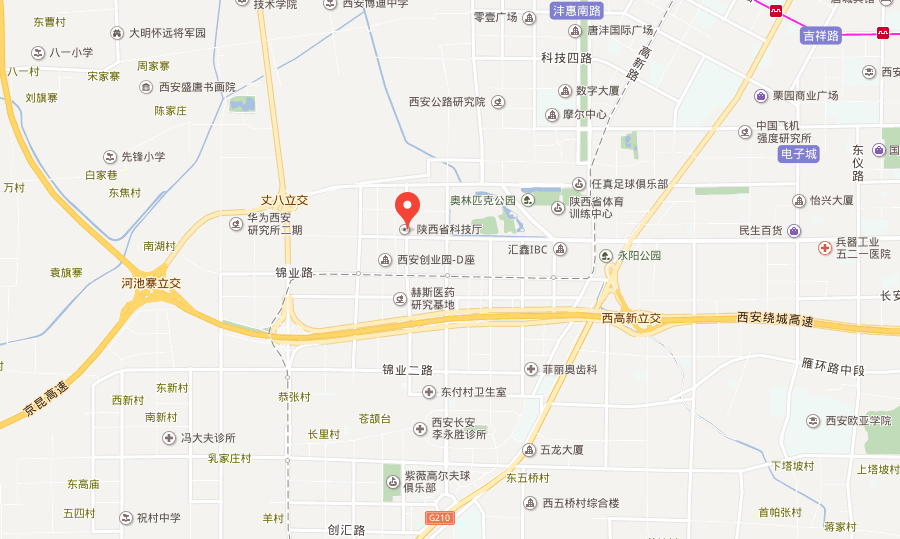 技术学院
西安博迪中学
沣惠南路
零壹广场
东曹村
大明怀远将军园
唐沣国际广场
吉祥路
八一小学
科技四路
高新路
八一村
宋家寨
周家寨
西安盛唐书画院
数字大厦
栗园商业广场
西安
刘旗寨
陈家庄
西安公路研究院
摩尔中心
中国飞机
强度研究所
电子城
先锋小学
东仪路
国
白家巷
万村
东焦村
任真足球俱乐部
丈八立交
奥林匹克公园
陕西省体育
训练中心
怡兴大厦
华为西安
研究所二期
陕西省科技厅
民生百货
南湖村
汇鑫IBC
永阳公园
兵器工业
五二一医院
袁旗寨
锦业路
西安创业园-D座
河池寨立交
赫斯医药
研究基地
长安
西高新立交
西安绕城高速
锦业二路
菲丽奥齿科
雁环路中段
京昆高速
东新村
西新村
恭张村
东付村卫生室
南新村
苍颉台
西安长安
李永胜诊所
西安欧亚学院
冯大夫诊所
长里村
五龙大厦
乳家庄村
下塔坡村
上塔坡村
东高庙
紫薇高尔夫球
俱乐部
东五桥村
西五桥村综合楼
五四村
祝村中学
羊村
G210
首帕张村
创汇路
蒋家村